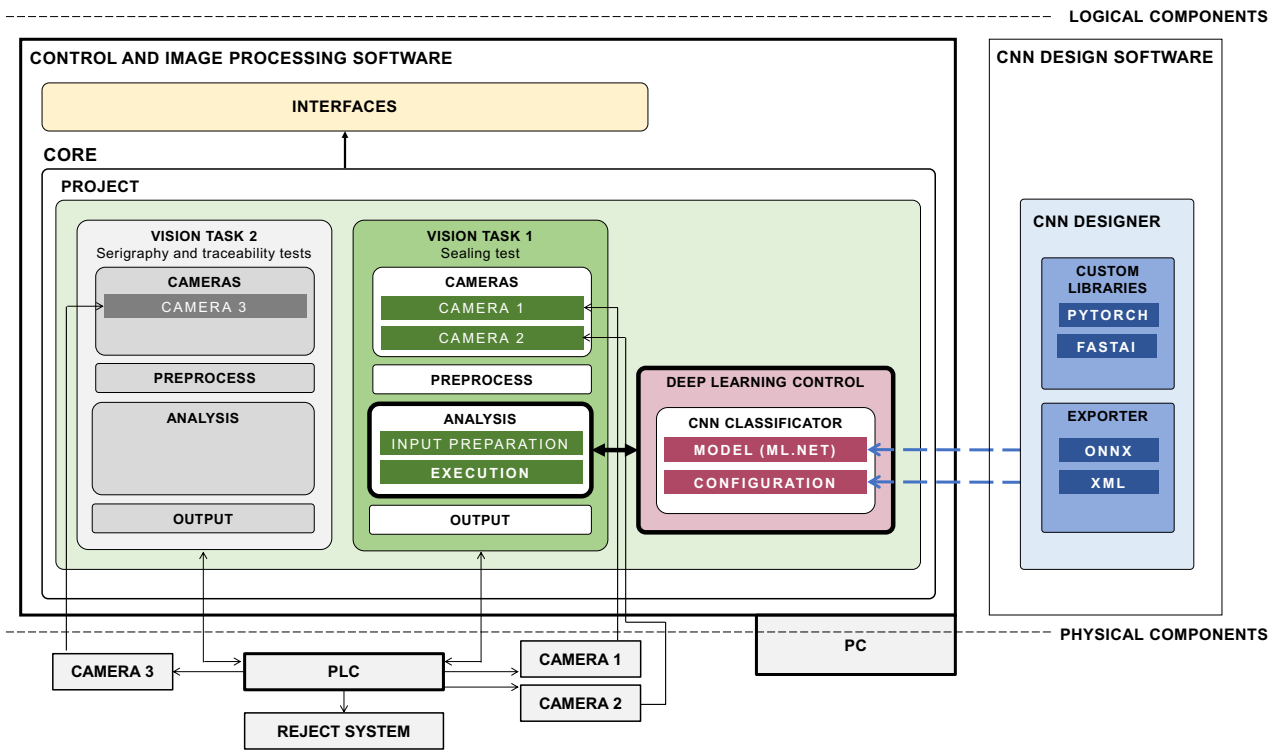 LOGICAL COMPONENTS
CONTROL AND IMAGE PROCESSING SOFTWARE
INTERFACES
CORE
PROJECT
VISION TASK 2
Serigraphy and traceability tests
CAMERAS
CAMERA 3
PREPROCESS
ANALYSIS
OUTPUT
VISION TASK 1
Sealing test
CAMERAS
CAMERA 1
CAMERA 2
PREPROCESS
ANALYSIS
INPUT PREPARATION
EXECUTION
OUTPUT
DEEP LEARNING CONTROL
CNN CLASSIFICATOR
MODEL (ML.NET)
CONFIGURATION
CNN DESIGN SOFTWARE
CNN DESIGNER
CUSTOM
LIBRARIES
PYTORCH
FASTAI
EXPORTER
ONNX
XML
PHYSICAL COMPONENTS
PC
CAMERA 3
PLC
CAMERA 1
CAMERA 2
REJECT SYSTEM